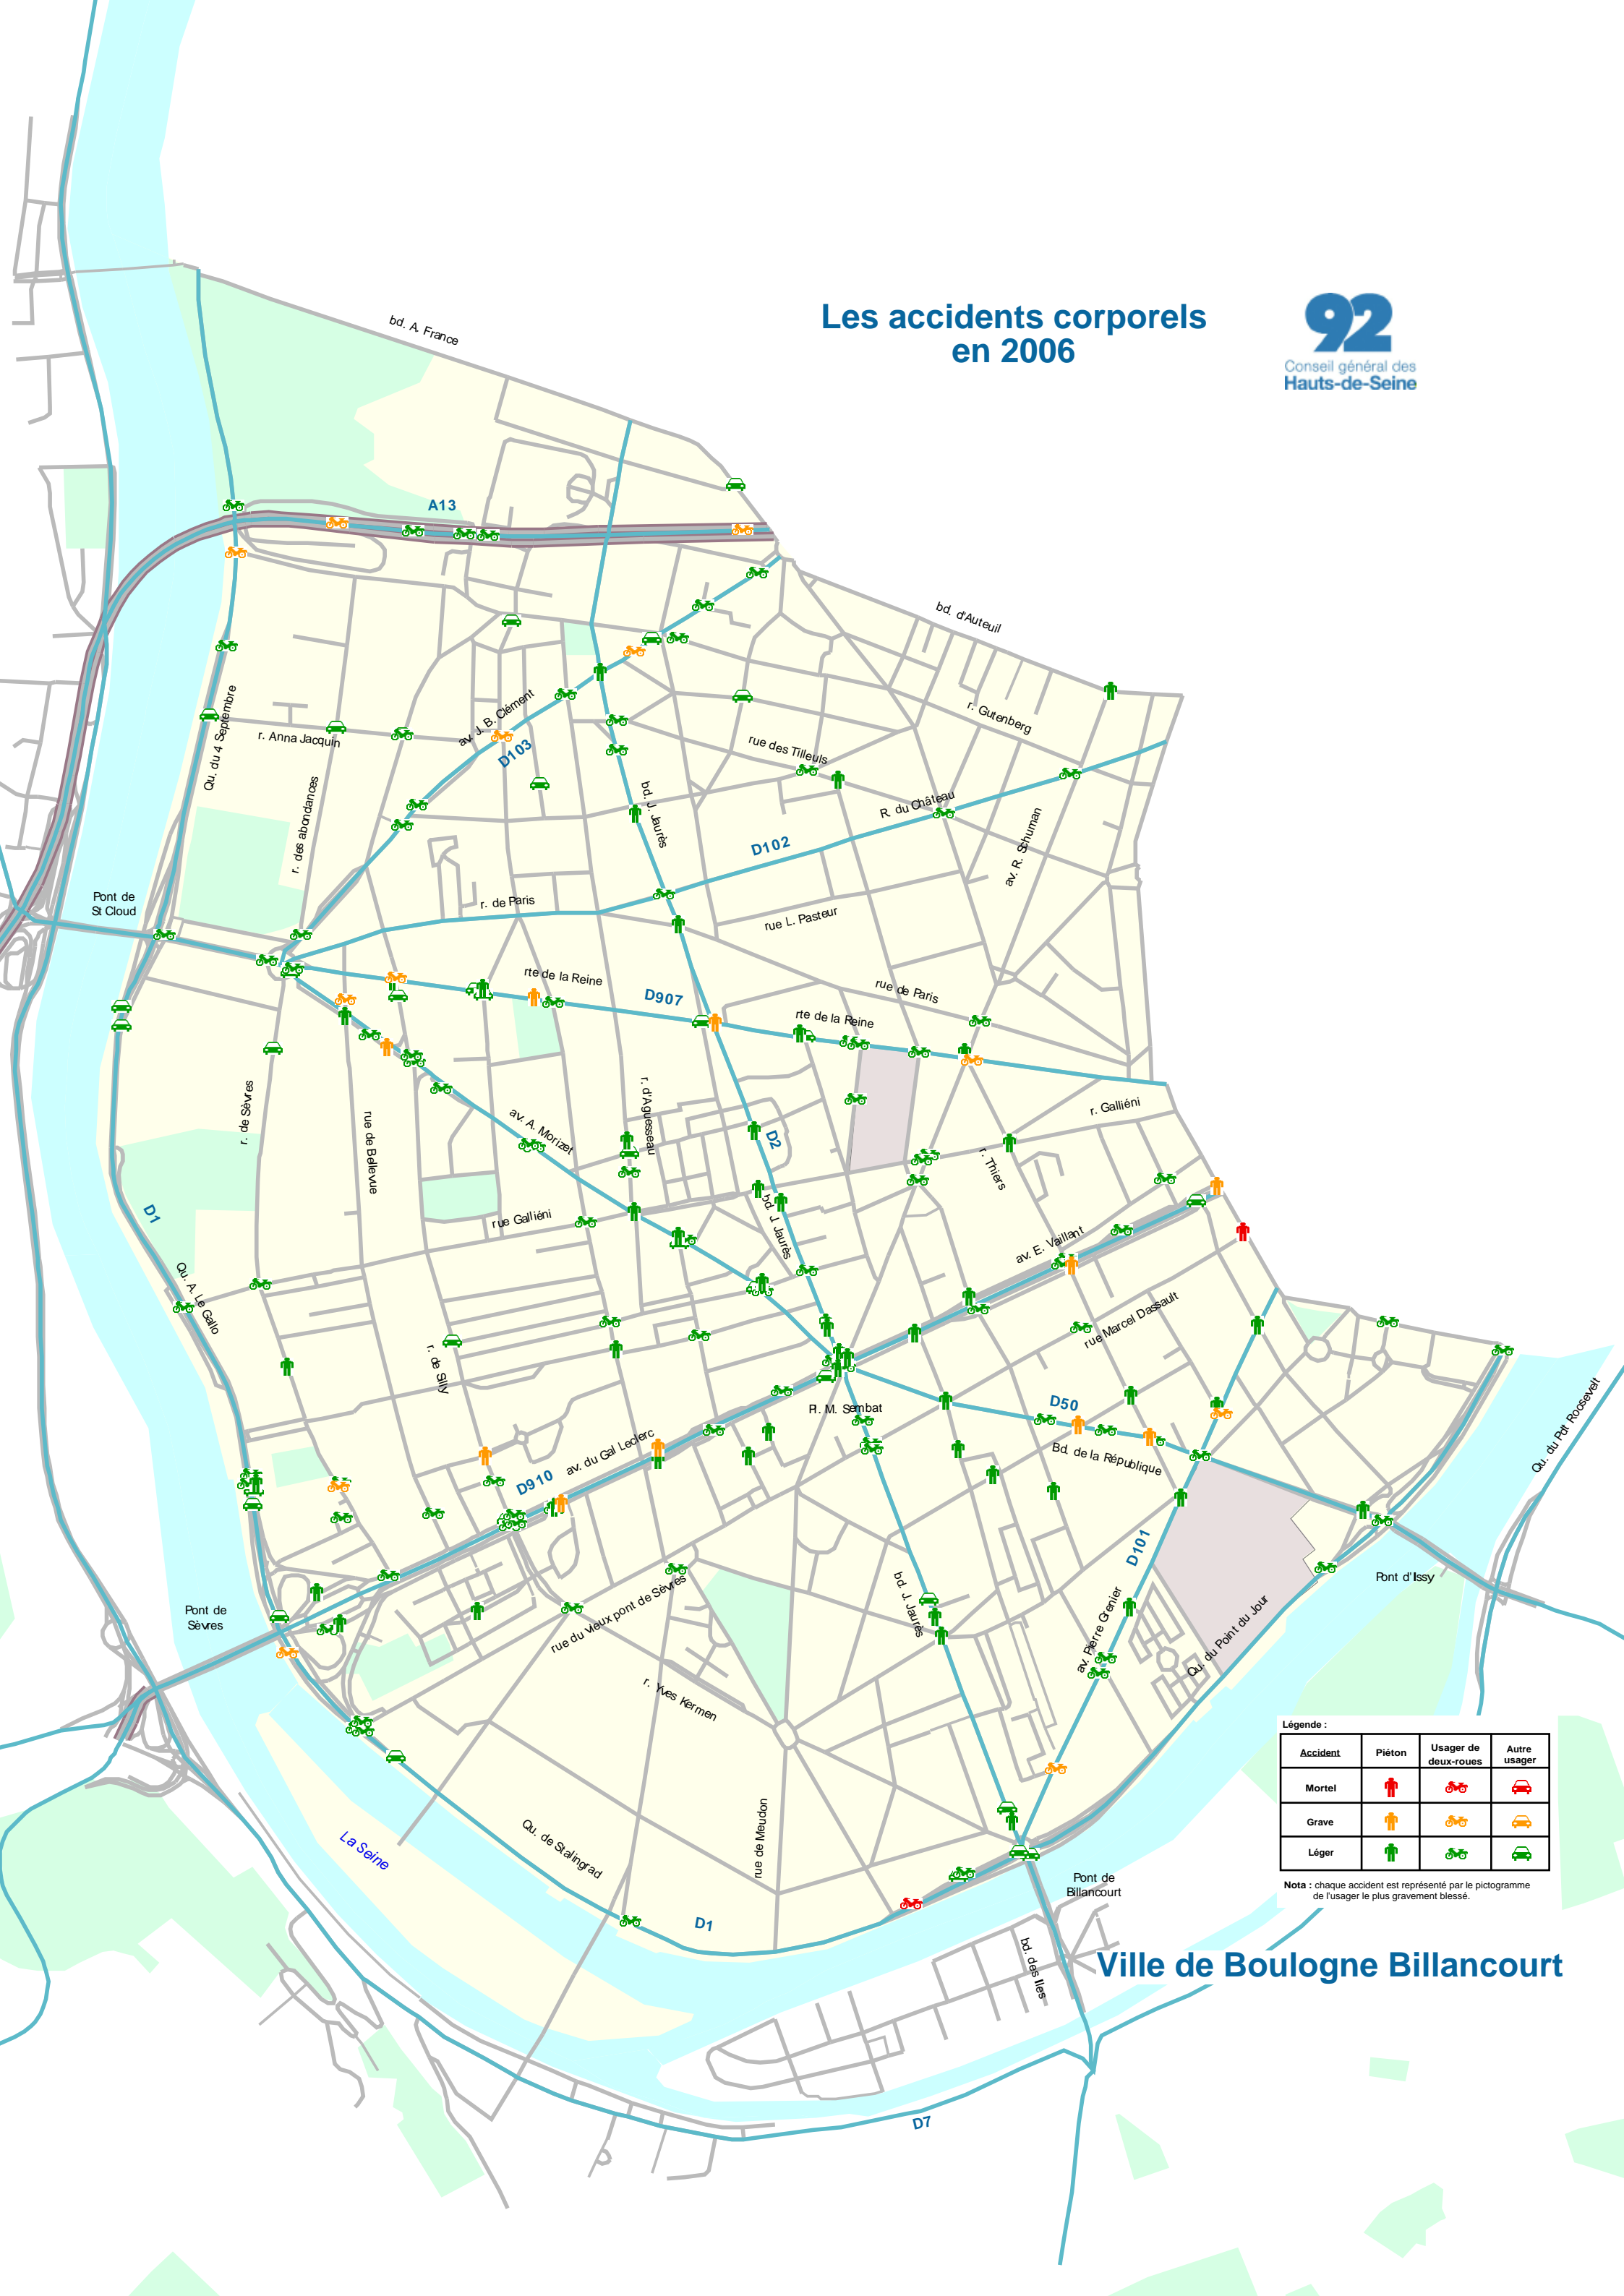 Les accidents corporels
en 2006
92
Conseil général des
Hauts-de-Seine
bd. A. France
A13
bd. d'Auteuil
Qu. du 4 Septembre
r. Anna Jacquin
av. J. B. Clément
D103
r. Gutenberg
rue des Tilleuls
r. des abondances
bd. J. Jaurès
R. du Château
D102
av. R. Schuman
Pont de
St Cloud
r. de Paris
rue L. Pasteur
rte de la Reine
D907
rue de Paris
rte de la Reine
r. de Sèvres
rue de Bellevue
av. A. Morizet
r. d'Aguesseau
D2
r. Galliéni
r. Thiers
D1
rue Galliéni
bd. J. Jaurès
av. E. Vaillant
Qu. A. Le Gallo
rue Marcel Dassault
r. de Silly
D50
Pl. M. Sembat
Qu. du Pdt Roosevelt
av. du Gal Leclerc
Bd. de la République
D910
D101
Pont d'Issy
Pont de
Sèvres
rue du vieux pont de Sèvres
bd. J. Jaurès
av. Pierre Grenier
Qu. du Point du Jour
r. Yves Kermen
La Seine
Qu. de Stalingrad
rue de Meudon
D1
Pont de
Billancourt
bd. des Iles
D7
Légende :
Accident Piéton Usager de deux-roues Autre usager
Mortel
Grave
Léger
Nota : chaque accident est représenté par le pictogramme
de l'usager le plus gravement blessé.
Ville de Boulogne Billancourt